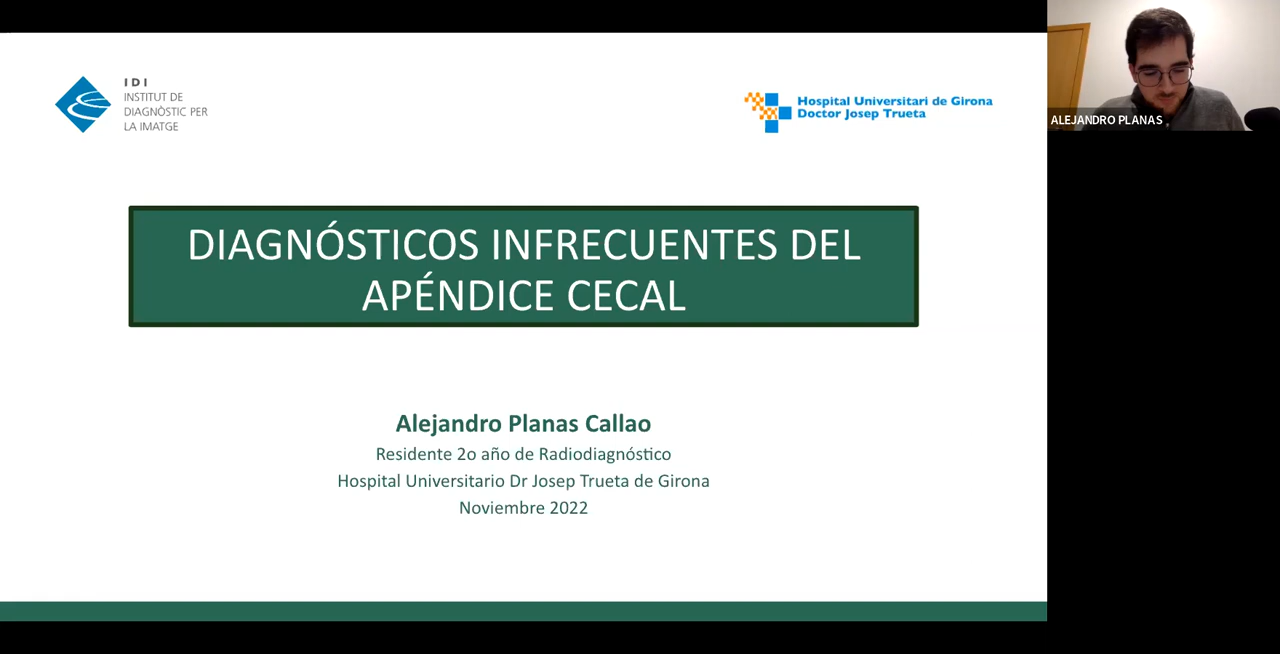 IDI
INSTITUT DE
DIAGNÒSTIC PER
LA IMATGE
Hospital Universitari de Girona
Doctor Josep Trueta
ALEJANDRO PLANAS
DIAGNÓSTICOS INFRECUENTES DEL
APÉNDICE CECAL
Alejandro Planas Callao
Residente 2o año de Radiodiagnóstico
Hospital Universitario Dr Josep Trueta de Girona
Noviembre 2022